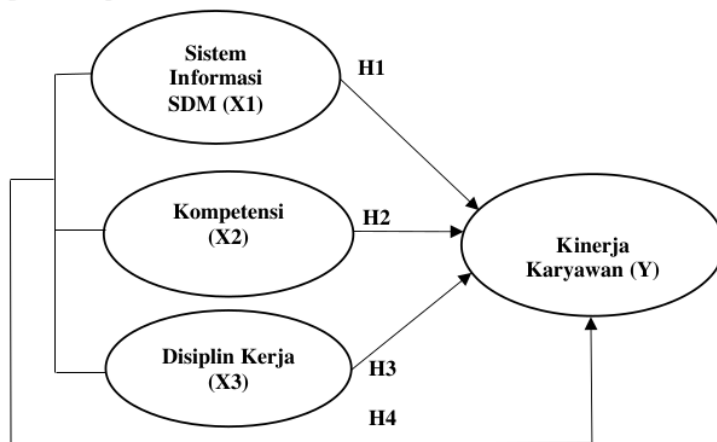 Sistem
Informasi
SDM (X1)
H1
Kompetensi
(X2)
H2
Kinerja
Karyawan (Y)
Disiplin Kerja
(X3)
H3
H4